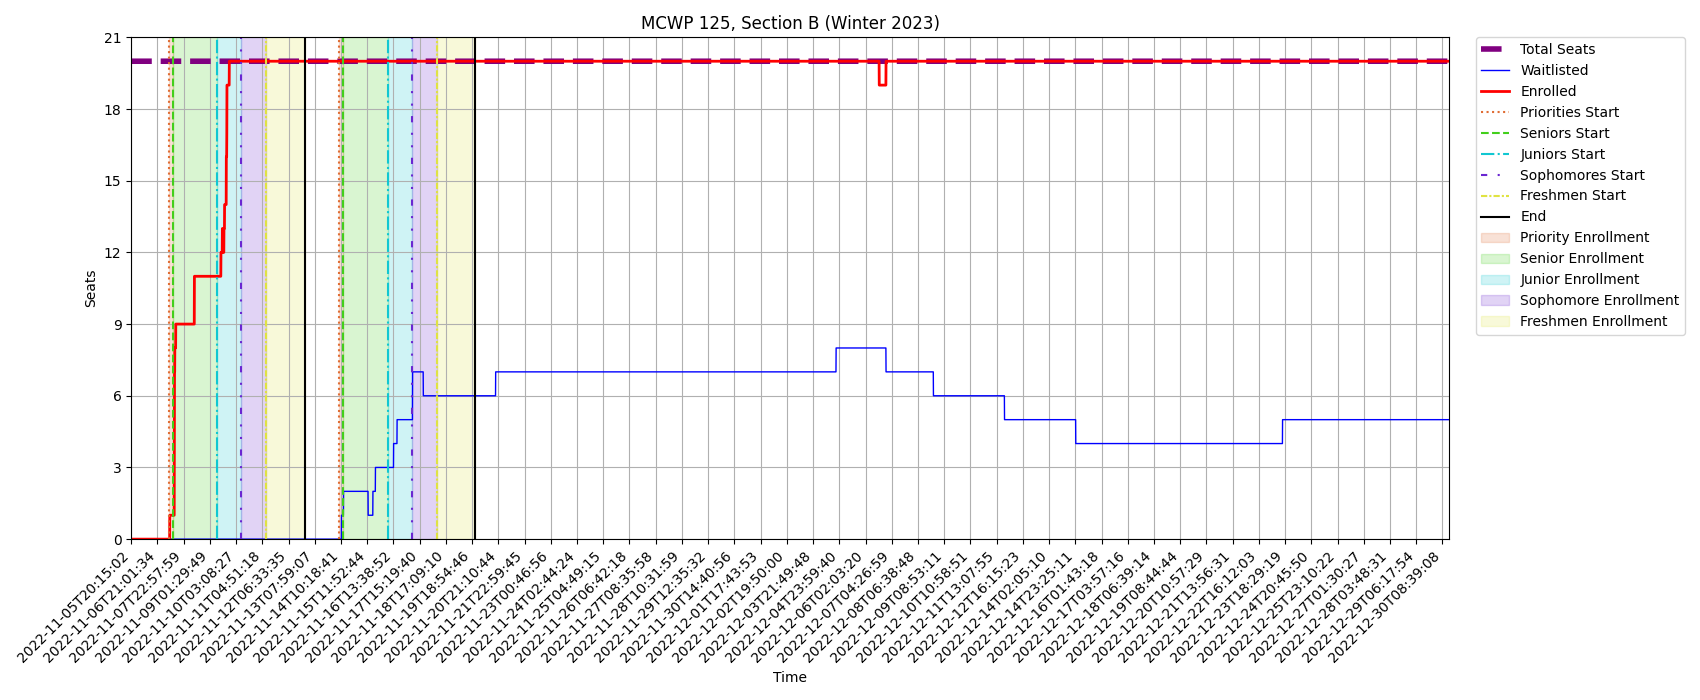 MCWP 125, Section B (Winter 2023)
21
18
15
12
9
6
3
0
Seats
2022-11-05T20:15:02
2022-11-06T21:01:34
2022-11-07T22:57:59
2022-11-09T01:29:49
2022-11-10T03:08:27
2022-11-11T04:51:18
2022-11-12T06:33:35
2022-11-13T07:59:07
2022-11-14T10:18:41
2022-11-15T11:52:44
2022-11-16T13:38:52
2022-11-17T15:19:40
2022-11-18T17:09:10
2022-11-19T18:54:46
2022-11-20T21:10:44
2022-11-21T22:59:45
2022-11-23T00:46:56
2022-11-24T02:44:24
2022-11-25T04:49:15
2022-11-26T06:42:18
2022-11-27T08:35:58
2022-11-28T10:31:59
2022-11-29T12:35:32
2022-11-30T14:40:56
2022-12-01T17:43:53
2022-12-02T19:50:00
2022-12-03T21:49:48
2022-12-04T23:59:40
2022-12-06T02:03:20
2022-12-07T04:26:59
2022-12-08T06:38:48
2022-12-09T08:53:11
2022-12-10T10:58:51
2022-12-11T13:07:55
2022-12-12T16:15:23
2022-12-14T02:05:10
2022-12-14T23:25:11
2022-12-16T01:43:18
2022-12-17T03:57:16
2022-12-18T06:39:14
2022-12-19T08:44:44
2022-12-20T10:57:29
2022-12-21T13:56:31
2022-12-22T16:12:03
2022-12-23T18:29:19
2022-12-24T20:45:50
2022-12-25T23:10:22
2022-12-27T01:30:27
2022-12-28T03:48:31
2022-12-29T06:17:54
2022-12-30T08:39:08
Time
Total Seats
Waitlisted
Enrolled
Priorities Start
Seniors Start
Juniors Start
Sophomores Start
Freshmen Start
End
Priority Enrollment
Senior Enrollment
Junior Enrollment
Sophomore Enrollment
Freshmen Enrollment